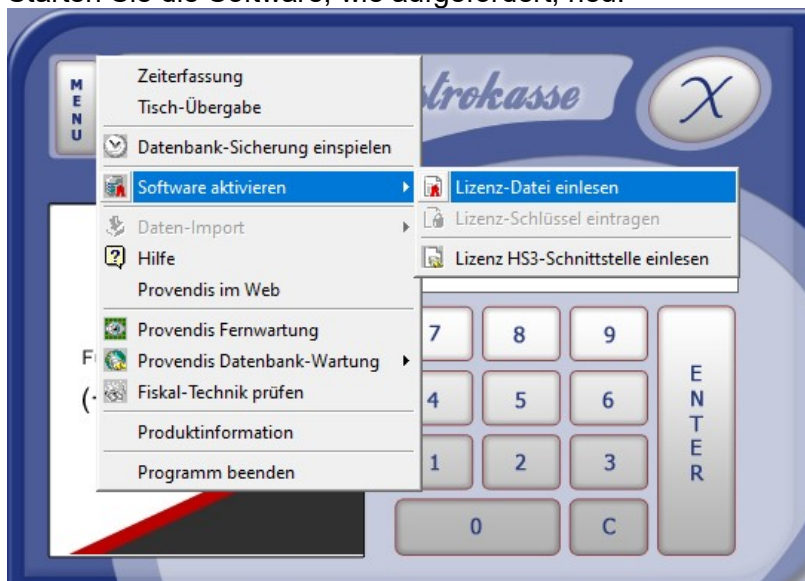 Starten Sie die Software, wie aufgefordert, neu.
MENU
Zeiterfassung
Tisch-Übergabe
Datenbank-Sicherung einspielen
Software aktivieren
Daten-Import
Hilfe
Provendis im Web
Provendis Fernwartung
Provendis Datenbank-Wartung
Fiskal-Technik prüfen
Produktinformation
Programm beenden
Lizenz-Datei einlesen
Lizenz-Schlüssel eintragen
Lizenz HS3-Schnittstelle einlesen
X
7 8 9
4 5 6
1 2 3
0 C
ENTER